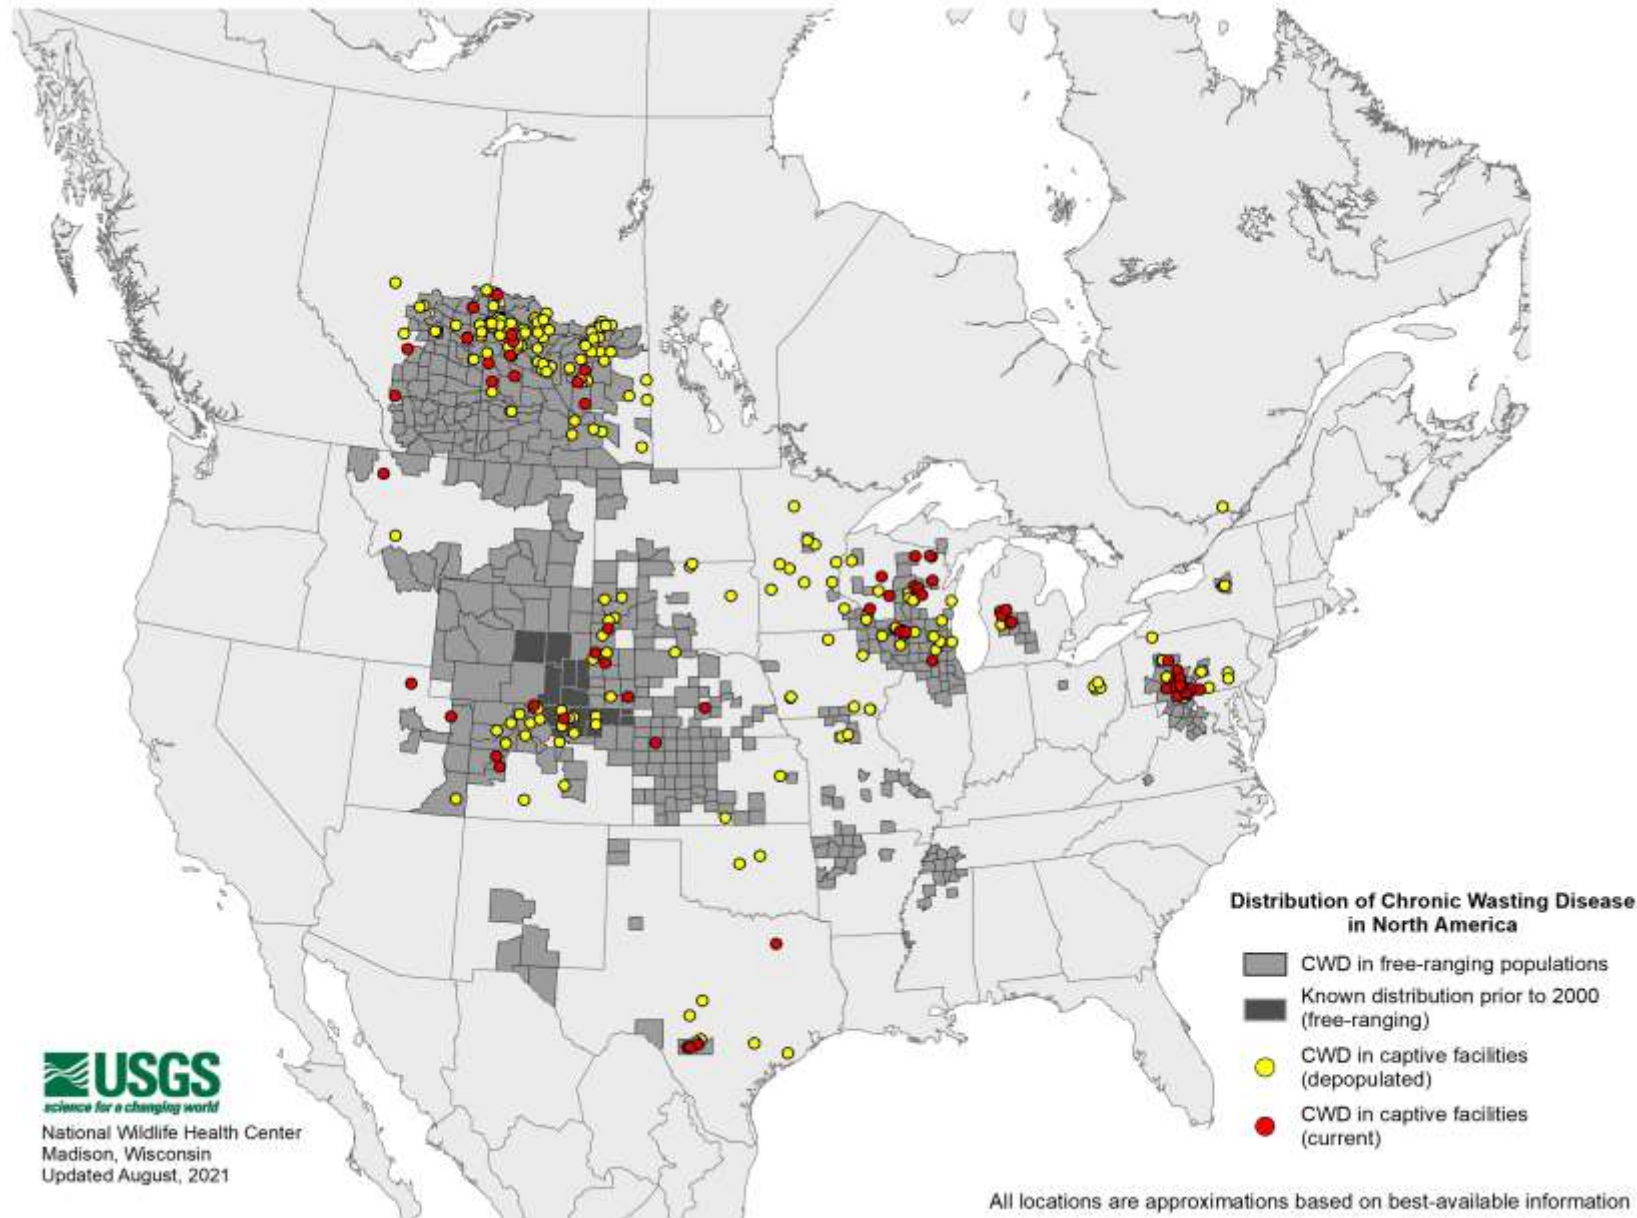 Distribution of Chronic Wasting Disease
in North America
CWD in free-ranging populations
Known distribution prior to 2000
(free-ranging)
CWD in captive facilities
(depopulated)
CWD in captive facilities
(current)
USGS
science for a changing world
National Wildlife Health Center
Madison, Wisconsin
Updated August, 2021
All locations are approximations based on best-available information